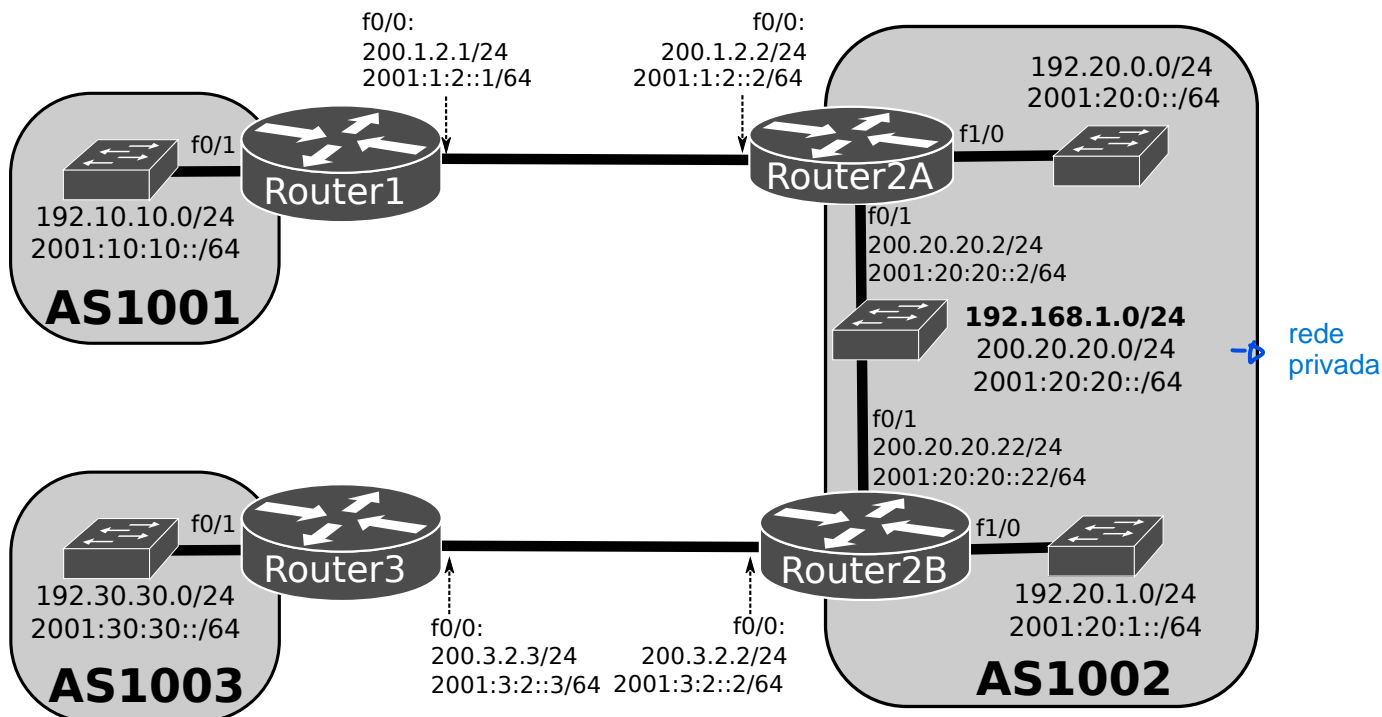 f0/0:
200.1.2.1/24
2001:1:2::1/64
f0/0:
200.1.2.2/24
2001:1:2::2/64
192.20.0.0/24
2001:20:0::/64
f0/1
Router1
192.10.10.0/24
2001:10:10::/64
AS1001
Router2A
f1/0
f0/1
200.20.20.2/24
2001:20:20::2/64
192.168.1.0/24
200.20.20.0/24
2001:20:20::/64
rede
privada
f0/1
200.20.20.22/24
2001:20:20::22/64
f0/1
Router3
192.30.30.0/24
2001:30:30::/64
AS1003
Router2B
f1/0
192.20.1.0/24
2001:20:1::/64
AS1002
f0/0:
200.3.2.3/24
2001:3:2::3/64
f0/0:
200.3.2.2/24
2001:3:2::2/64